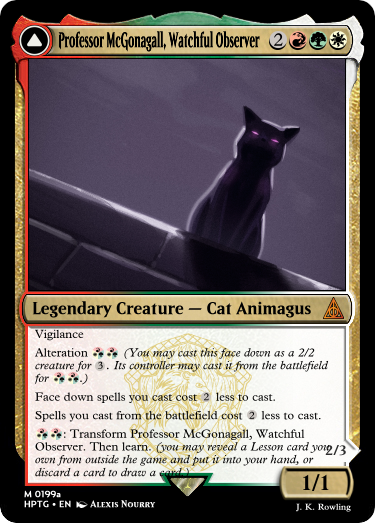 Professor McGonagall, Watchful Observer 2
Legendary Creature — Cat Animagus
Vigilance
Alteration (You may cast this face down as a 2/2
creature for 3 . Its controller may cast it from the battlefield
for .)
Face down spells you cast cost 2 less to cast.
Spells you cast from the battlefield cost 2 less to cast.
: Transform Professor McGonagall, Watchful
Observer. Then learn. (you may reveal a Lesson card you
own from outside the game and put it into your hand, or
discard a card to draw a card.)
2/3
1/1
M 0199a
HPTG • EN Alexis Nourry
J. K. Rowling